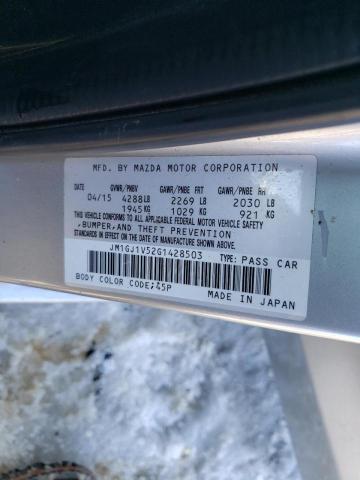 MFD. BY MAZDA MOTOR CORPORATION
GVWR/PNBV GAWR/PNBE FRT GAWR/PNBE RR
04/15 4288LB 2269 LB 2030 LB
1945KG 1029 KG 921 KG
THIS VEHICLE CONFORMS TO ALL APPLICABLE FEDERAL MOTOR VEHICLE SAFETY
,BUMPER,AND THEFT PREVENTION
STANDARDS IN EFFECT ON THE DATE OF MANUFACTURE SHOWN ABOVE.
JM1GJ1V52G1428503 TYPE: PASS CAR
BODY COLOR CODE;45P MADE IN JAPAN